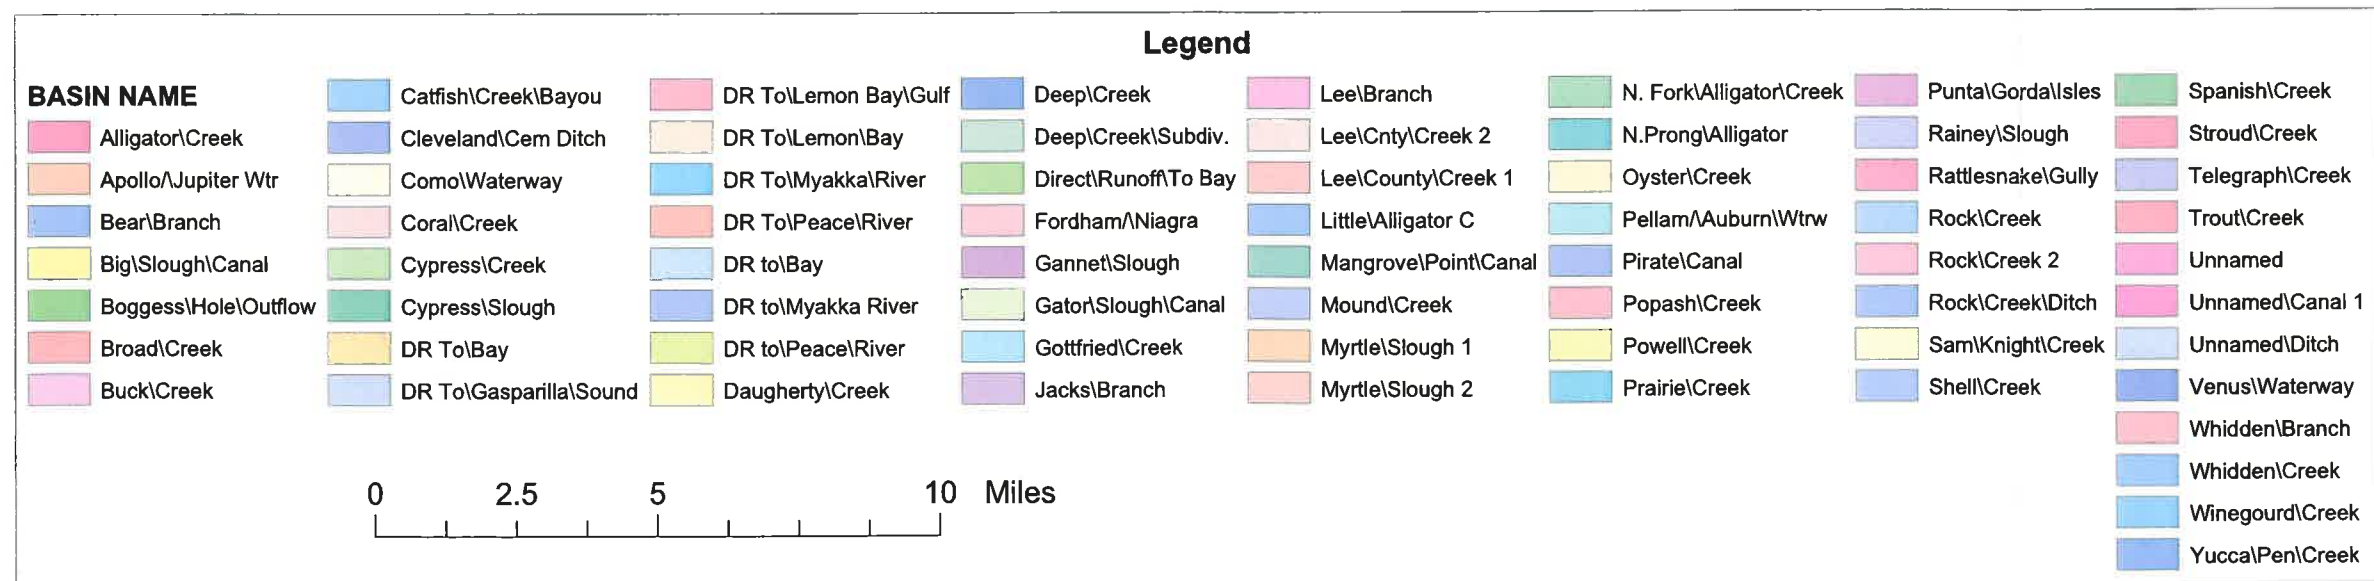 Legend
BASIN NAME
Alligator\Creek
Apollo/\Jupiter Wtr
Bear\Branch
Big\Slough\Canal
Boggess\Hole\Outflow
Broad\Creek
Buck\Creek
Catfish\Creek\Bayou
Cleveland\Cem Ditch
Como\Waterway
Coral\Creek
Cypress\Creek
Cypress\Slough
DR To\Bay
DR To\Gasparilla\Sound
DR To\Lemon Bay\Gulf
DR To\Lemon\Bay
DR To\Myakka\River
DR To\Peace\River
DR to\Bay
DR to\Myakka River
DR to\Peace\River
Daugherty\Creek
Deep\Creek
Deep\Creek\Subdiv.
Direct\Runoff\To Bay
Fordham/\Niagra
Gannet\Slough
Gator\Slough\Canal
Gottfried\Creek
Jacks\Branch
Lee\Branch
Lee\Cnty\Creek 2
Lee\County\Creek 1
Little\Alligator C
Mangrove\Point\Canal
Mound\Creek
Myrtle\Slough 1
Myrtle\Slough 2
N. Fork\Alligator\Creek
N.Prong\Alligator
Oyster\Creek
Pellam/\Auburn\Wtrw
Pirate\Canal
Popash\Creek
Powell\Creek
Prairie\Creek
Punta\Gorda\Isles
Rainey\Slough
Rattlesnake\Gully
Rock\Creek
Rock\Creek 2
Rock\Creek\Ditch
Sam\Knight\Creek
Shell\Creek
Spanish\Creek
Stroud\Creek
Telegraph\Creek
Trout\Creek
Unnamed
Unnamed\Canal 1
Unnamed\Ditch
Venus\Waterway
Whidden\Branch
Whidden\Creek
Winegourd\Creek
Yucca\Pen\Creek
0 2.5 5 10 Miles